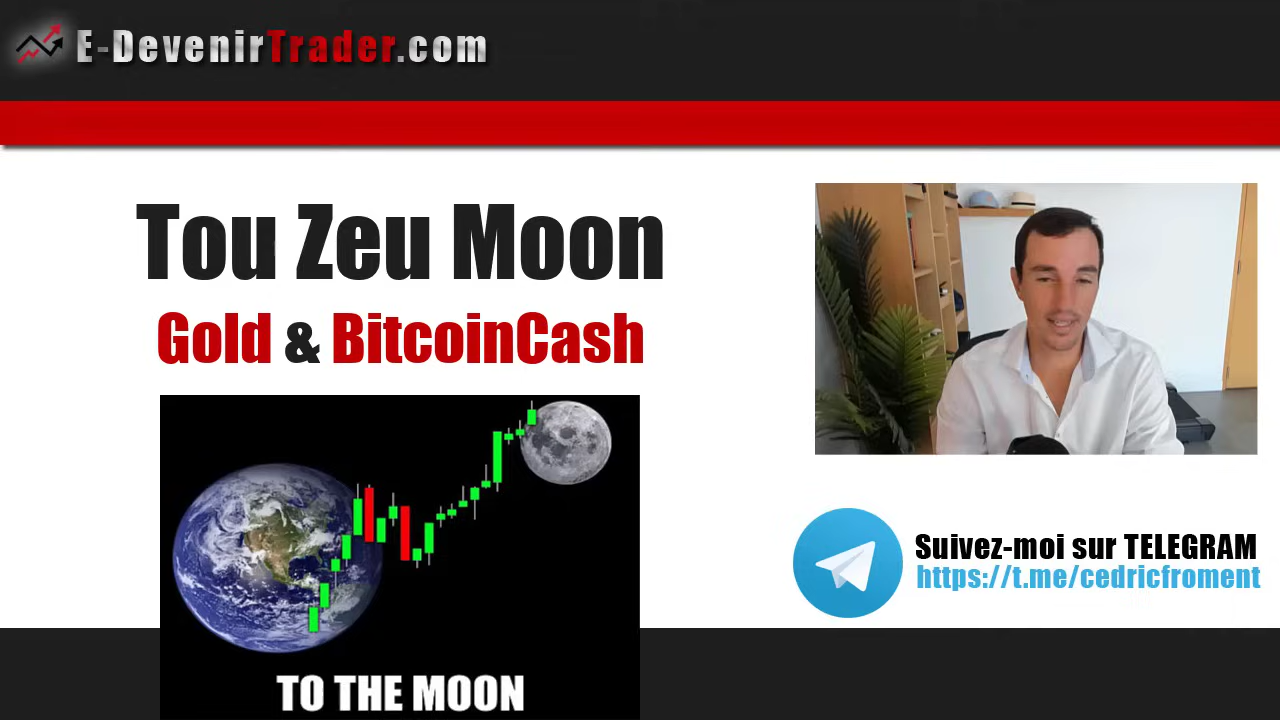 E-DevenirTrader.com
Tou Zeu Moon
Gold & BitcoinCash
TO THE MOON
Suivez-moi sur TELEGRAM
https://t.me/cedricfroment